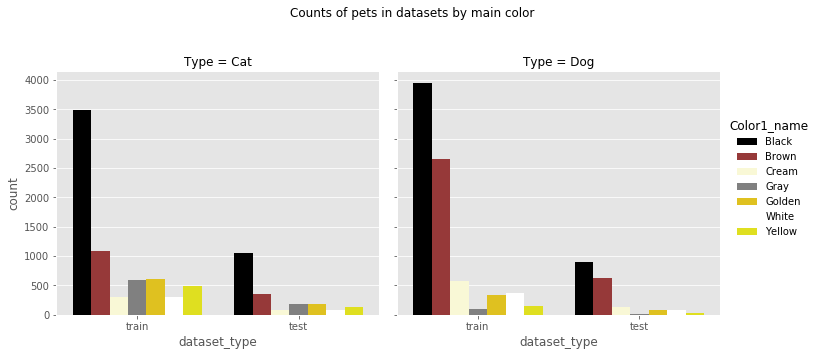 Counts of pets in datasets by main color
Type = Cat
Type = Dog
4000
3500
3000
2500
2000
1500
1000
500
0
count
train
test
dataset_type
train
test
dataset_type
Color1_name
Black
Brown
Cream
Gray
Golden
White
Yellow